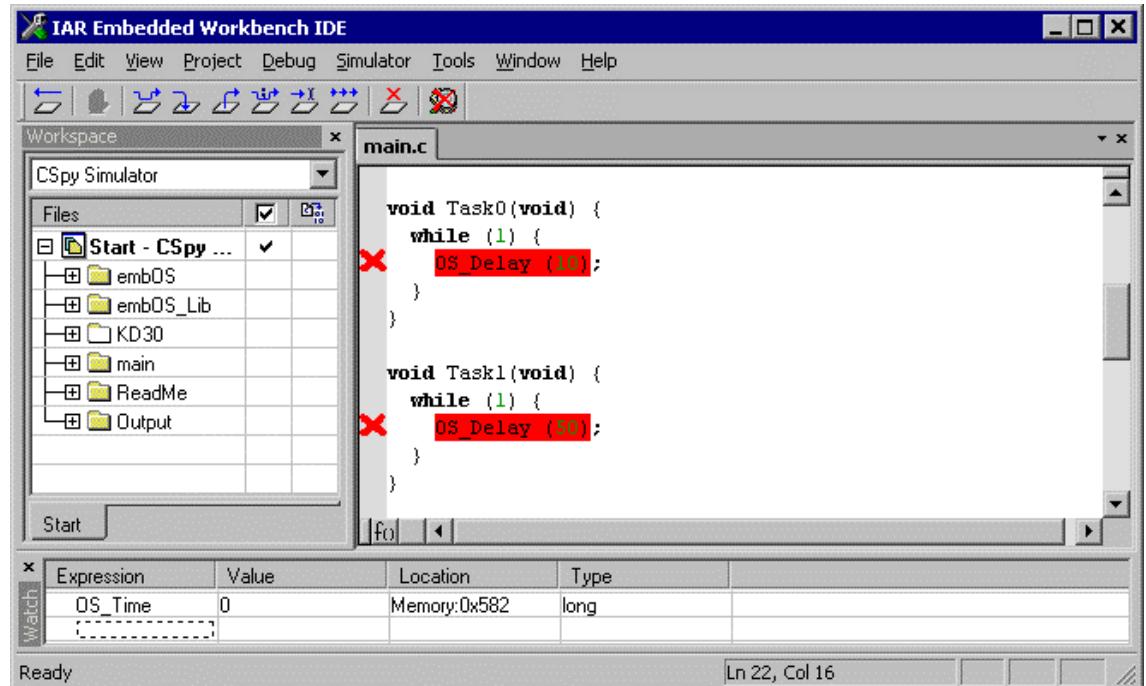 IAR Embedded Workbench IDE
File Edit View Project Debug Simulator Tools Window Help
Workspace
CSpy Simulator
Files
Start - CSpy ...
embOS
embOS_Lib
KD30
main
ReadMe
Output
Start
main.c
void Task0(void) {
while (1) {
OS_Delay (10);
}
}
void Task1(void) {
while (1) {
OS_Delay (50);
}
}
f()
Watch
Expression Value Location Type
OS_Time 0 Memory:0x582 long
Ready Ln 22, Col 16